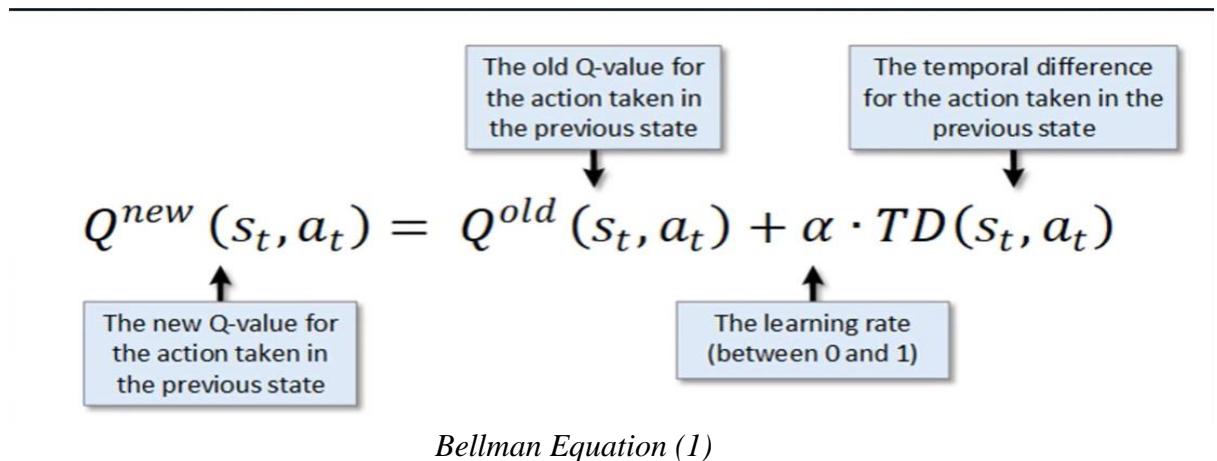 The old Q-value for
the action taken in
the previous state
The temporal difference
for the action taken in the
previous state
Q^{new} (s_t, a_t) = Q^{old} (s_t, a_t) + α · TD(s_t, a_t)
The new Q-value for
the action taken in
the previous state
The learning rate
(between 0 and 1)
Bellman Equation (1)